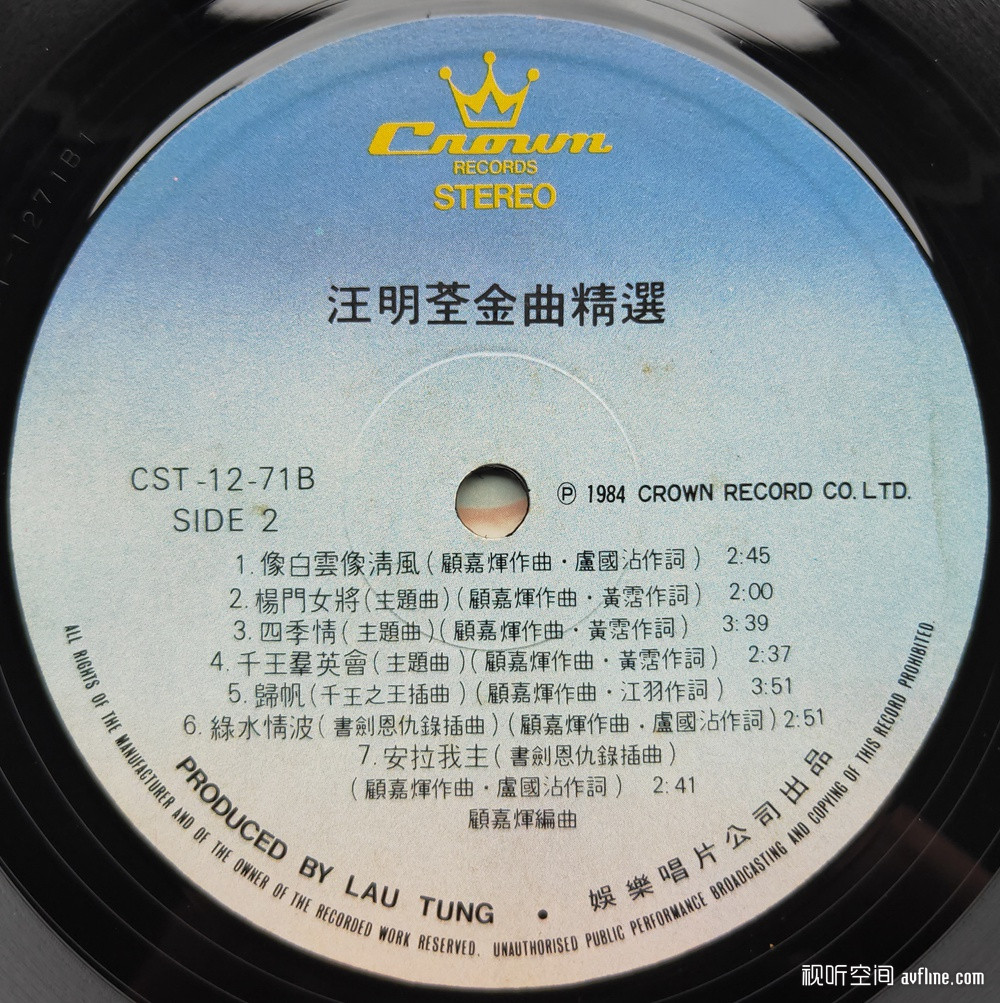 Crown
RECORDS
STEREO
汪明荃金曲精選
CST-12-71B
SIDE 2
Ⓟ 1984 CROWN RECORD CO. LTD.
1. 像白雲像清風(顧嘉煇作曲·盧國沾作詞) 2:45
2. 楊門女將(主題曲)(顧嘉煇作曲·黃霑作詞) 2:00
3. 四季情(主題曲)(顧嘉煇作曲·黃霑作詞) 3:39
4. 千王羣英會(主題曲)(顧嘉煇作曲·黃霑作詞) 2:37
5. 歸帆(千王之王插曲)(顧嘉煇作曲·江羽作詞) 3:51
6. 綠水情波(書劍恩仇錄插曲)(顧嘉煇作曲·盧國沾作詞) 2:51
7. 安拉我主(書劍恩仇錄插曲)
(顧嘉煇作曲·盧國沾作詞) 2:41
顧嘉煇編曲
PRODUCED BY LAU TUNG • 娛樂唱片公司出品
ALL RIGHTS OF THE MANUFACTURER AND OF THE OWNER OF THE RECORDED WORK RESERVED. UNAUTHORISED PUBLIC PERFORMANCE BROADCASTING AND COPYING OF THIS RECORD PROHIBITED
视听空间 avfline.com